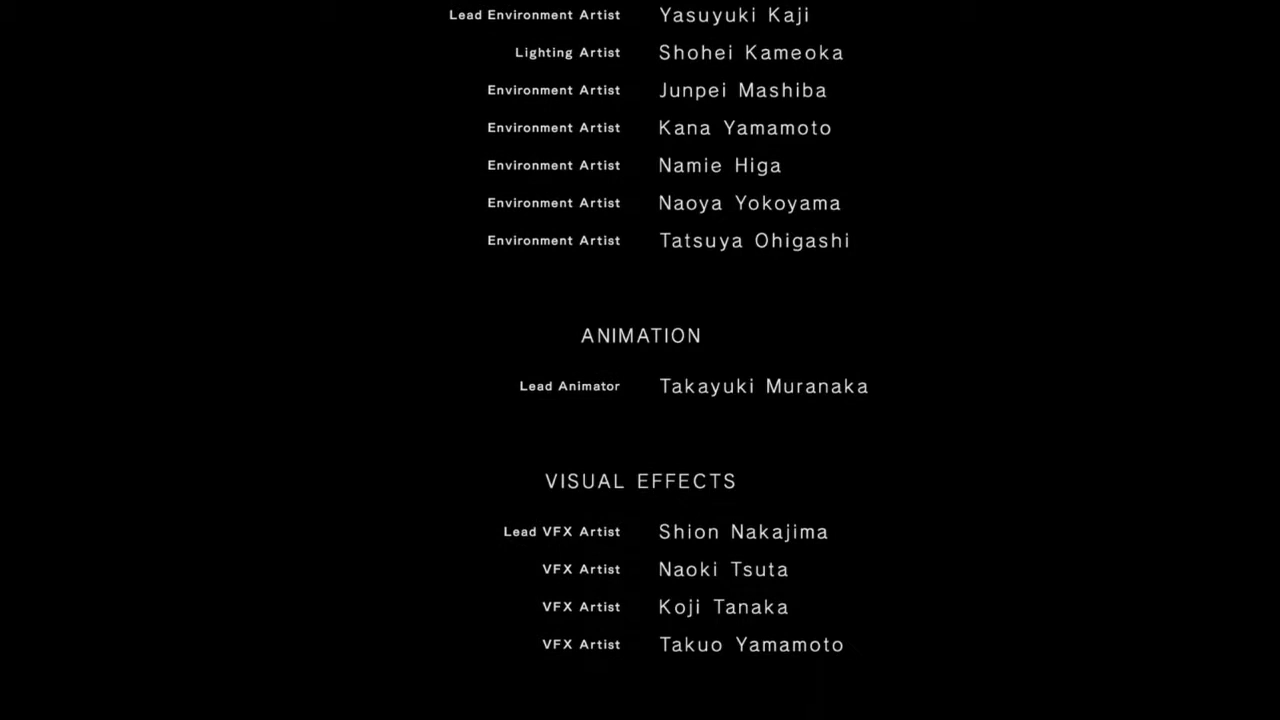 Lead Environment Artist Yasuyuki Kaji
Lighting Artist Shohei Kameoka
Environment Artist Junpei Mashiba
Environment Artist Kana Yamamoto
Environment Artist Namie Higa
Environment Artist Naoya Yokoyama
Environment Artist Tatsuya Ohigashi
ANIMATION
Lead Animator Takayuki Muranaka
VISUAL EFFECTS
Lead VFX Artist Shion Nakajima
VFX Artist Naoki Tsuta
VFX Artist Koji Tanaka
VFX Artist Takuo Yamamoto